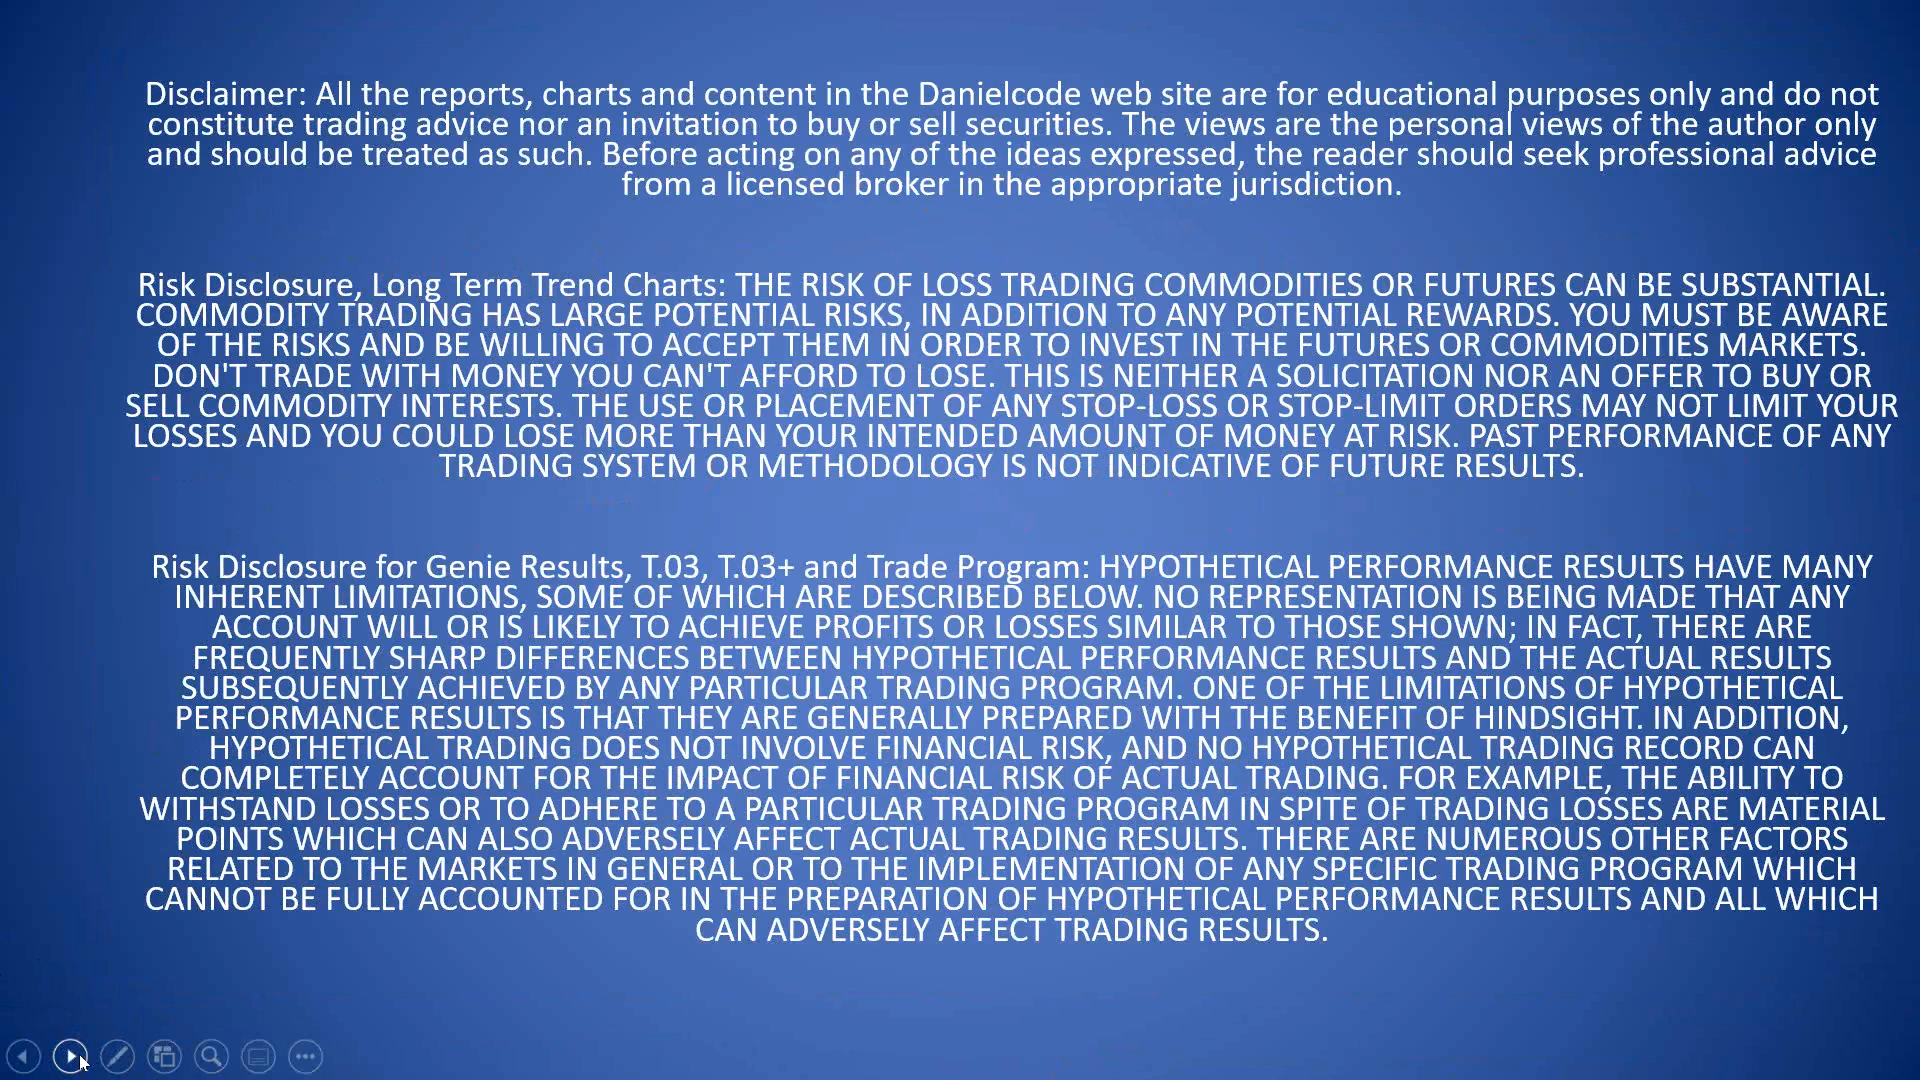 Disclaimer: All the reports, charts and content in the Danielcode web site are for educational purposes only and do not
constitute trading advice nor an invitation to buy or sell securities. The views are the personal views of the author only
and should be treated as such. Before acting on any of the ideas expressed, the reader should seek professional advice
from a licensed broker in the appropriate jurisdiction.
Risk Disclosure, Long Term Trend Charts: THE RISK OF LOSS TRADING COMMODITIES OR FUTURES CAN BE SUBSTANTIAL.
COMMODITY TRADING HAS LARGE POTENTIAL RISKS, IN ADDITION TO ANY POTENTIAL REWARDS. YOU MUST BE AWARE
OF THE RISKS AND BE WILLING TO ACCEPT THEM IN ORDER TO INVEST IN THE FUTURES OR COMMODITIES MARKETS.
DON'T TRADE WITH MONEY YOU CAN'T AFFORD TO LOSE. THIS IS NEITHER A SOLICITATION NOR AN OFFER TO BUY OR
SELL COMMODITY INTERESTS. THE USE OR PLACEMENT OF ANY STOP-LOSS OR STOP-LIMIT ORDERS MAY NOT LIMIT YOUR
LOSSES AND YOU COULD LOSE MORE THAN YOUR INTENDED AMOUNT OF MONEY AT RISK. PAST PERFORMANCE OF ANY
TRADING SYSTEM OR METHODOLOGY IS NOT INDICATIVE OF FUTURE RESULTS.
Risk Disclosure for Genie Results, T.03, T.03+ and Trade Program: HYPOTHETICAL PERFORMANCE RESULTS HAVE MANY
INHERENT LIMITATIONS, SOME OF WHICH ARE DESCRIBED BELOW. NO REPRESENTATION IS BEING MADE THAT ANY
ACCOUNT WILL OR IS LIKELY TO ACHIEVE PROFITS OR LOSSES SIMILAR TO THOSE SHOWN; IN FACT, THERE ARE
FREQUENTLY SHARP DIFFERENCES BETWEEN HYPOTHETICAL PERFORMANCE RESULTS AND THE ACTUAL RESULTS
SUBSEQUENTLY ACHIEVED BY ANY PARTICULAR TRADING PROGRAM. ONE OF THE LIMITATIONS OF HYPOTHETICAL
PERFORMANCE RESULTS IS THAT THEY ARE GENERALLY PREPARED WITH THE BENEFIT OF HINDSIGHT. IN ADDITION,
HYPOTHETICAL TRADING DOES NOT INVOLVE FINANCIAL RISK, AND NO HYPOTHETICAL TRADING RECORD CAN
COMPLETELY ACCOUNT FOR THE IMPACT OF FINANCIAL RISK OF ACTUAL TRADING. FOR EXAMPLE, THE ABILITY TO
WITHSTAND LOSSES OR TO ADHERE TO A PARTICULAR TRADING PROGRAM IN SPITE OF TRADING LOSSES ARE MATERIAL
POINTS WHICH CAN ALSO ADVERSELY AFFECT ACTUAL TRADING RESULTS. THERE ARE NUMEROUS OTHER FACTORS
RELATED TO THE MARKETS IN GENERAL OR TO THE IMPLEMENTATION OF ANY SPECIFIC TRADING PROGRAM WHICH
CANNOT BE FULLY ACCOUNTED FOR IN THE PREPARATION OF HYPOTHETICAL PERFORMANCE RESULTS AND ALL WHICH
CAN ADVERSELY AFFECT TRADING RESULTS.